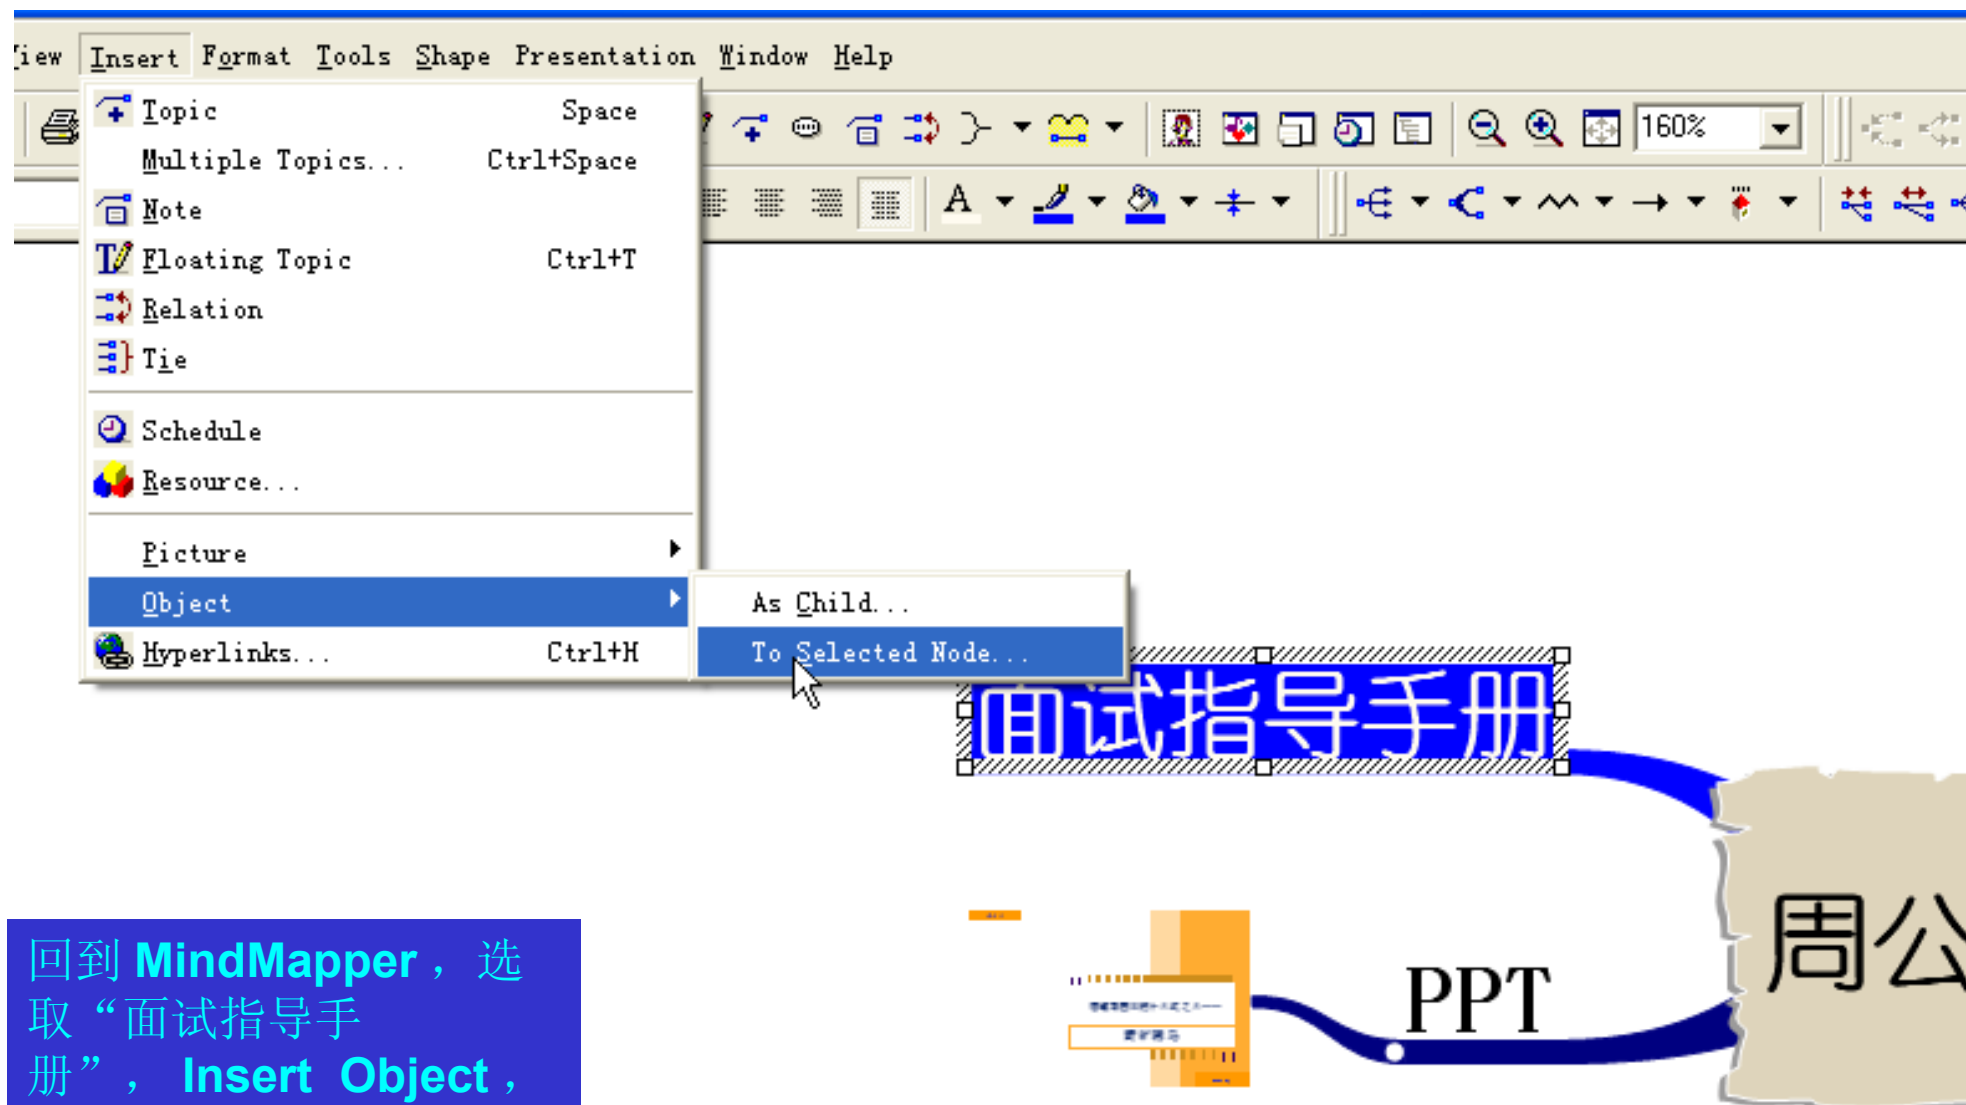 iew Insert Format Tools Shape Presentation Window Help
Topic Space
Multiple Topics... Ctrl+Space
Note
Floating Topic Ctrl+T
Relation
Tie
Schedule
Resource...
Picture
Object
Hyperlinks... Ctrl+H
As Child...
To Selected Node...
160%
A
面试指导手册
周公
PPT
回到 MindMapper ，选
取“面试指导手
册”， Insert Object ，